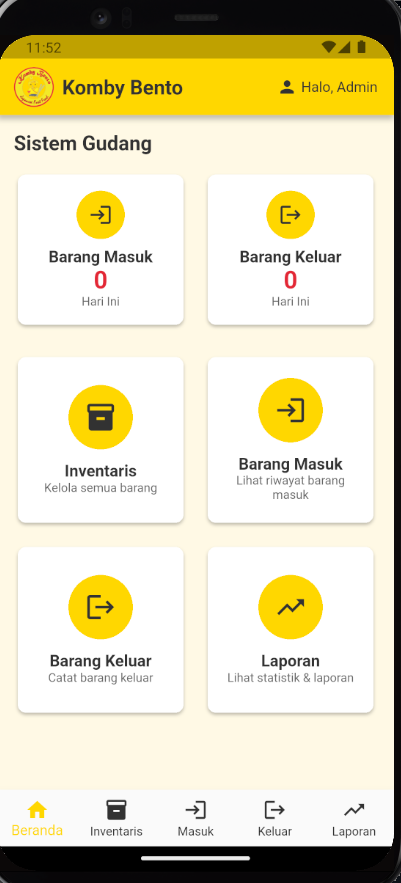 11:52
Komby Bento
Halo, Admin
Sistem Gudang
Barang Masuk
0
Hari Ini
Barang Keluar
0
Hari Ini
Inventaris
Kelola semua barang
Barang Masuk
Lihat riwayat barang
masuk
Barang Keluar
Catat barang keluar
Laporan
Lihat statistik & laporan
Beranda
Inventaris
Masuk
Keluar
Laporan